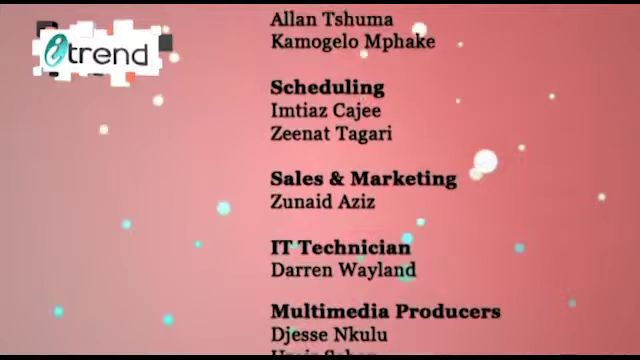 itrend
Allan Tshuma
Kamogelo Mphake
Scheduling
Imtiaz Cajee
Zeenat Tagari
Sales & Marketing
Zunaid Aziz
IT Technician
Darren Wayland
Multimedia Producers
Djesse Nkulu